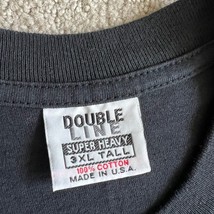 DOUBLE
LINE
SUPER HEAVY
3XL TALL
100% COTTON
MADE IN U.S.A.